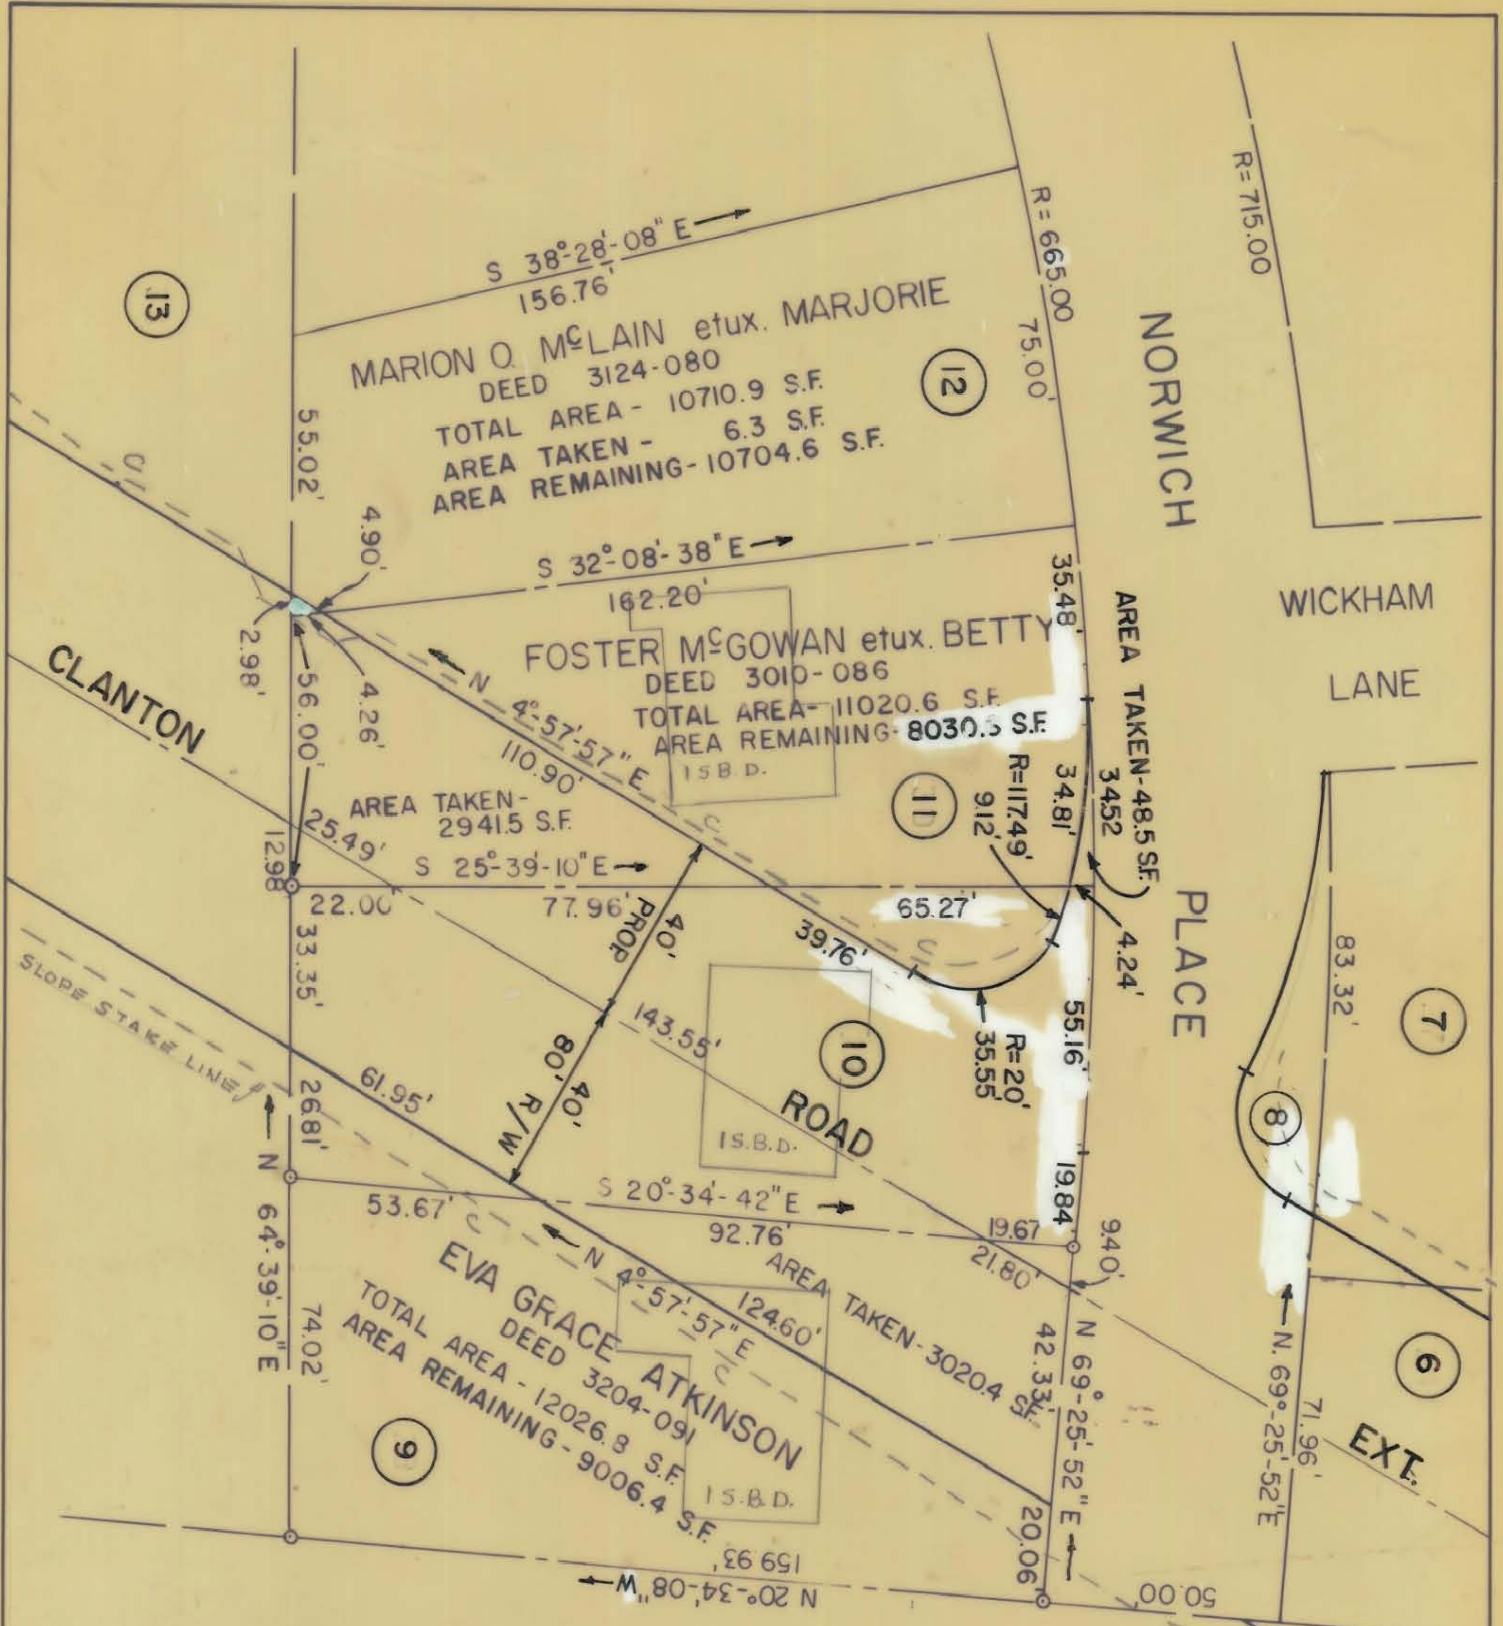 R= 715.00
NORWICH
PLACE
WICKHAM
LANE
R= 665.00
75.00'
S 38°-28'-08" E
156.76'
13
MARION O. McLAIN etux. MARJORIE
DEED 3124-080
TOTAL AREA - 10710.9 S.F.
AREA TAKEN - 6.3 S.F.
AREA REMAINING - 10704.6 S.F.
12
55.02'
4.90'
S 32°-08'-38" E
162.20'
35.48'
2.98'
56.00'
4.26'
FOSTER McGOWAN etux. BETTY
DEED 3010-086
TOTAL AREA - 11020.6 S.F.
AREA REMAINING - 8030.5 S.F.
1 S.B.D.
AREA TAKEN-48.5 S.F.
34.52
34.81'
R=117.49'
9.12'
11
N 4°-57'-57" E
110.90'
CLANTON
AREA TAKEN -
2941.5 S.F.
25.49'
12.98
S 25°-39'-10" E
22.00
77.96'
65.27'
4.24'
33.35'
40'
PROP
40'
80' R/W
39.76'
R=20'
35.55'
55.16'
83.32'
7
8
SLOPE STAKE LINE
143.55'
10
ROAD
1 S.B.D.
61.95'
26.81'
19.84'
S 20°-34'-42" E
53.67'
92.76'
19.67
21.80'
9.40'
N 64°-39'-10" E
74.02'
N 4°-57'-57" E
124.60'
EVA GRACE ATKINSON
DEED 3204-091
TOTAL AREA - 12026.8 S.F.
AREA REMAINING - 9006.4 S.F.
AREA TAKEN - 3020.4 S.F.
42.33'
N 69°-25'-52" E
N. 69°-25'-52" E
71.96'
6
EXT.
9
1 S.B.D.
20.06'
159.93'
N 20°-34'-08" W
50.00'